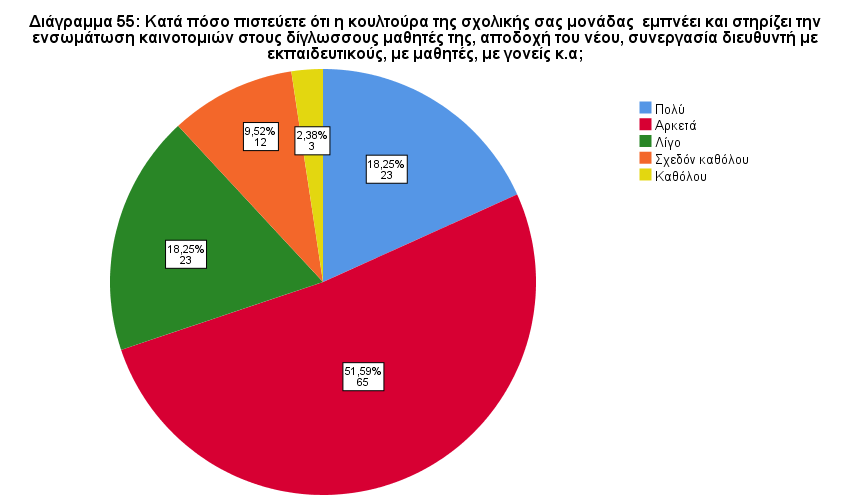 Διάγραμμα 55: Κατά πόσο πιστεύετε ότι η κουλτούρα της σχολικής σας μονάδας εμπνέει και στηρίζει την
ενσωμάτωση καινοτομιών στους δίγλωσσους μαθητές της, αποδοχή του νέου, συνεργασία διευθυντή με
εκπαιδευτικούς, με μαθητές, με γονείς κ.α;
Πολύ
Αρκετά
Λίγο
Σχεδόν καθόλου
Καθόλου
9,52%
12
2,38%
3
18,25%
23
18,25%
23
51,59%
65